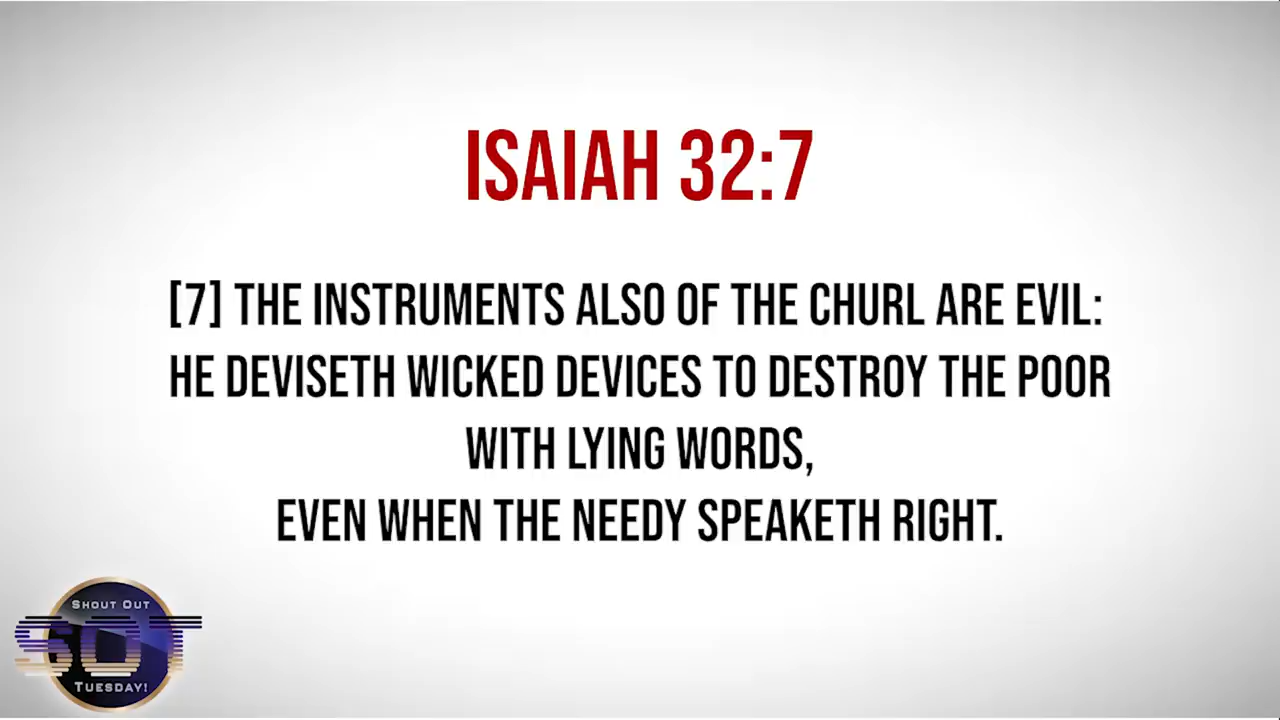 ISAIAH 32:7
[7] THE INSTRUMENTS ALSO OF THE CHURL ARE EVIL:
HE DEVISETH WICKED DEVICES TO DESTROY THE POOR
WITH LYING WORDS,
EVEN WHEN THE NEEDY SPEAKETH RIGHT.
SHOUT OUT
SOT
TUESDAY!